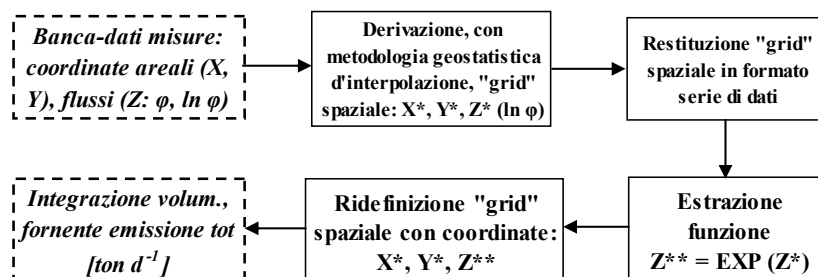 Banca-dati misure:
coordinate areali (X,
Y), flussi (Z: φ, ln φ)
Derivazione, con
metodologia geostatistica
d'interpolazione, "grid"
spaziale: X*, Y*, Z* (ln φ)
Restituzione "grid"
spaziale in formato
serie di dati
Estrazione
funzione
Z** = EXP (Z*)
Ridefinizione "grid"
spaziale con coordinate:
X*, Y*, Z**
Integrazione volum.,
fornente emissione tot
[ton d⁻¹]